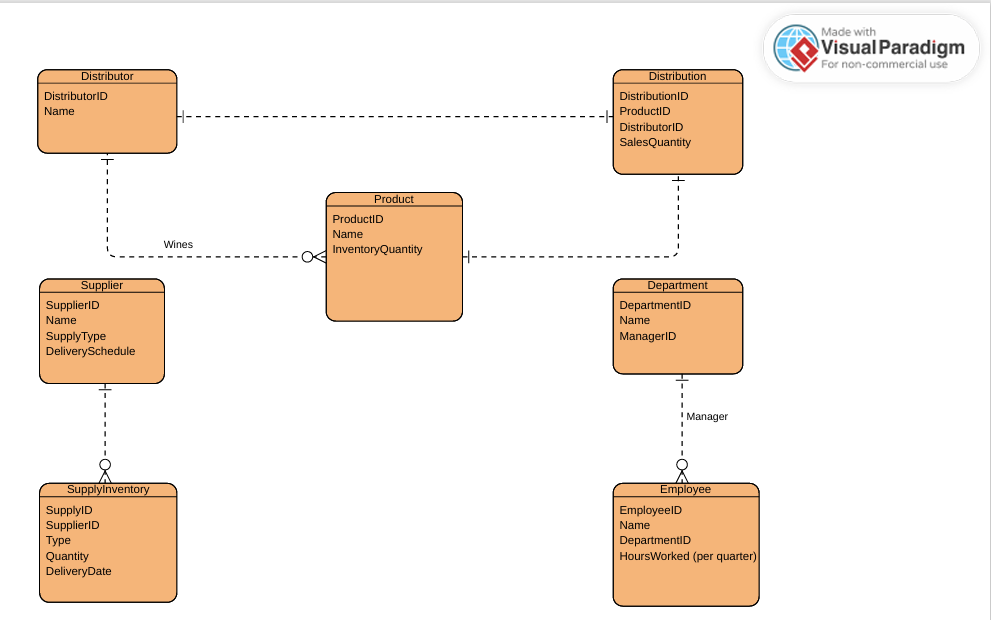 Made with
Visual Paradigm
For non-commercial use
Distributor
DistributorID
Name
Distribution
DistributionID
ProductID
DistributorID
SalesQuantity
Product
ProductID
Name
InventoryQuantity
Wines
Supplier
SupplierID
Name
SupplyType
DeliverySchedule
Department
DepartmentID
Name
ManagerID
Manager
SupplyInventory
SupplyID
SupplierID
Type
Quantity
DeliveryDate
Employee
EmployeeID
Name
DepartmentID
HoursWorked (per quarter)